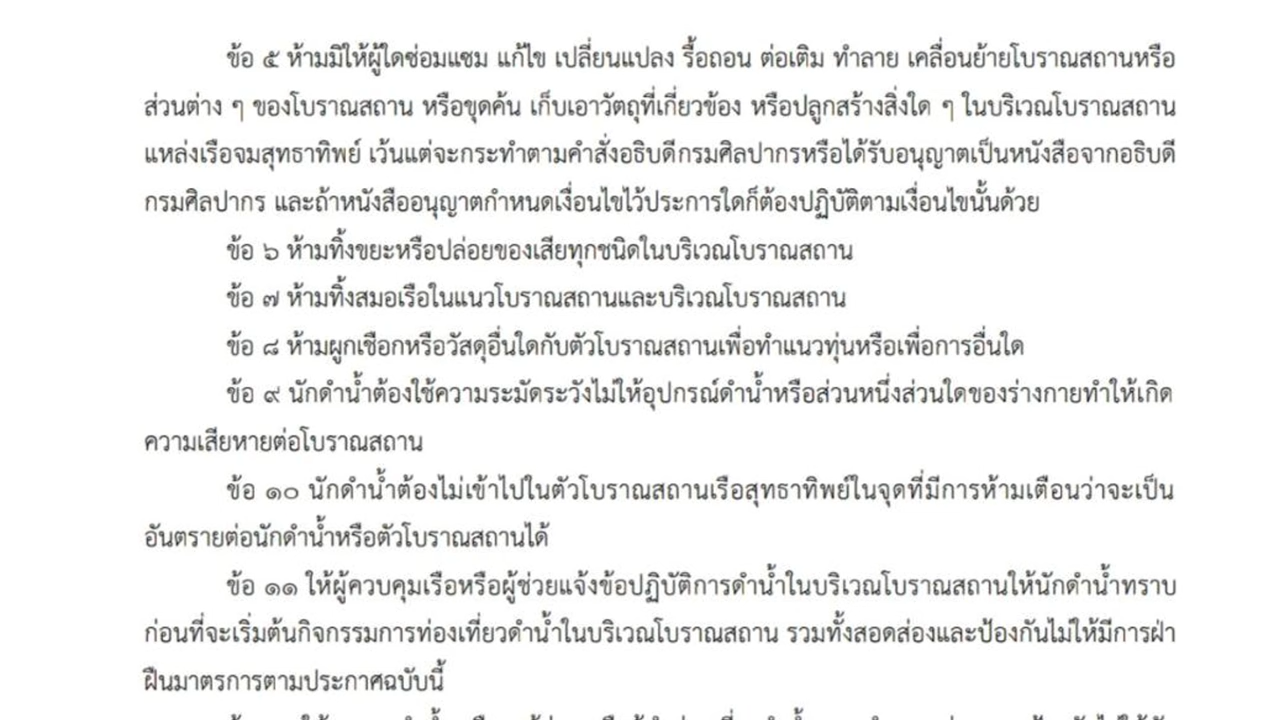 ข้อ ๕ ห้ามมิให้ผู้ใดซ่อมแซม แก้ไข เปลี่ยนแปลง รื้อถอน ต่อเติม ทำลาย เคลื่อนย้ายโบราณสถานหรือ
ส่วนต่าง ๆ ของโบราณสถาน หรือขุดค้น เก็บเอาวัตถุที่เกี่ยวข้อง หรือปลูกสร้างสิ่งใด ๆ ในบริเวณโบราณสถาน
แหล่งเรือจมสุทธาทิพย์ เว้นแต่จะกระทำตามคำสั่งอธิบดีกรมศิลปากรหรือได้รับอนุญาตเป็นหนังสือจากอธิบดี
กรมศิลปากร และถ้าหนังสืออนุญาตกำหนดเงื่อนไขไว้ประการใดก็ต้องปฏิบัติตามเงื่อนไขนั้นด้วย
ข้อ ๖ ห้ามทิ้งขยะหรือปล่อยของเสียทุกชนิดในบริเวณโบราณสถาน
ข้อ ๗ ห้ามทิ้งสมอเรือในแนวโบราณสถานและบริเวณโบราณสถาน
ข้อ ๘ ห้ามผูกเชือกหรือวัสดุอื่นใดกับตัวโบราณสถานเพื่อทำแนวทุ่นหรือเพื่อการอื่นใด
ข้อ ๙ นักดำน้ำต้องใช้ความระมัดระวังไม่ให้อุปกรณ์ดำน้ำหรือส่วนหนึ่งส่วนใดของร่างกายทำให้เกิด
ความเสียหายต่อโบราณสถาน
ข้อ ๑๐ นักดำน้ำต้องไม่เข้าไปในตัวโบราณสถานเรือสุทธาทิพย์ในจุดที่มีการห้ามเตือนว่าจะเป็น
อันตรายต่อนักดำน้ำหรือตัวโบราณสถานได้
ข้อ ๑๑ ให้ผู้ควบคุมเรือหรือผู้ช่วยแจ้งข้อปฏิบัติการดำน้ำในบริเวณโบราณสถานให้นักดำน้ำทราบ
ก่อนที่จะเริ่มต้นกิจกรรมการท่องเที่ยวดำน้ำในบริเวณโบราณสถาน รวมทั้งสอดส่องและป้องกันไม่ให้มีการฝ่า
ฝืนมาตรการตามประกาศฉบับนี้